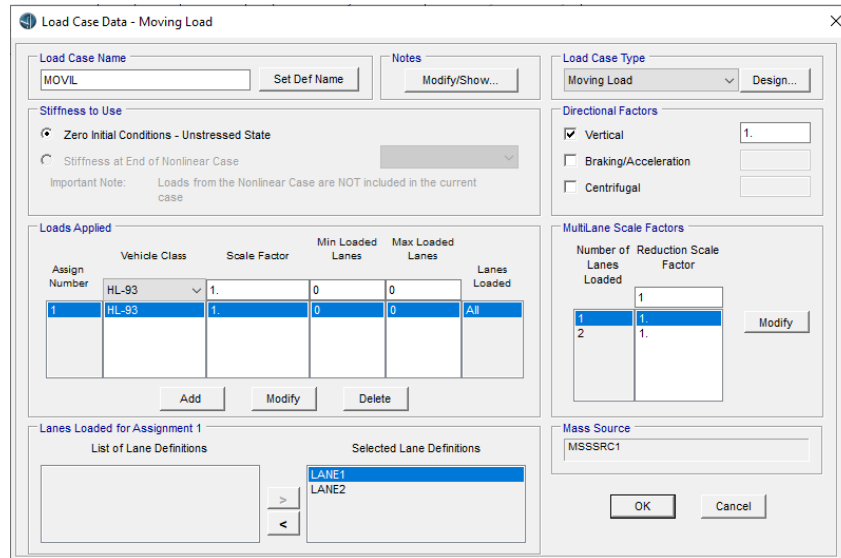 Load Case Data - Moving Load
Load Case Name
MOVIL
Set Def Name
Notes
Modify/Show...
Load Case Type
Moving Load
Design...
Stiffness to Use
Zero Initial Conditions - Unstressed State
Stiffness at End of Nonlinear Case
Important Note: Loads from the Nonlinear Case are NOT included in the current
case
Directional Factors
Vertical 1.
Braking/Acceleration
Centrifugal
Loads Applied
Assign
Number
Vehicle Class
Scale Factor
Min Loaded
Lanes
Max Loaded
Lanes
Lanes
Loaded
HL-93 1. 0 0
1 HL-93 1. 0 0 All
Add Modify Delete
MultiLane Scale Factors
Number of
Lanes
Loaded
Reduction Scale
Factor
1
1 1.
2 1.
Modify
Lanes Loaded for Assignment 1
List of Lane Definitions
Selected Lane Definitions
LANE1
LANE2
>
<
Mass Source
MSSSRC1
OK Cancel